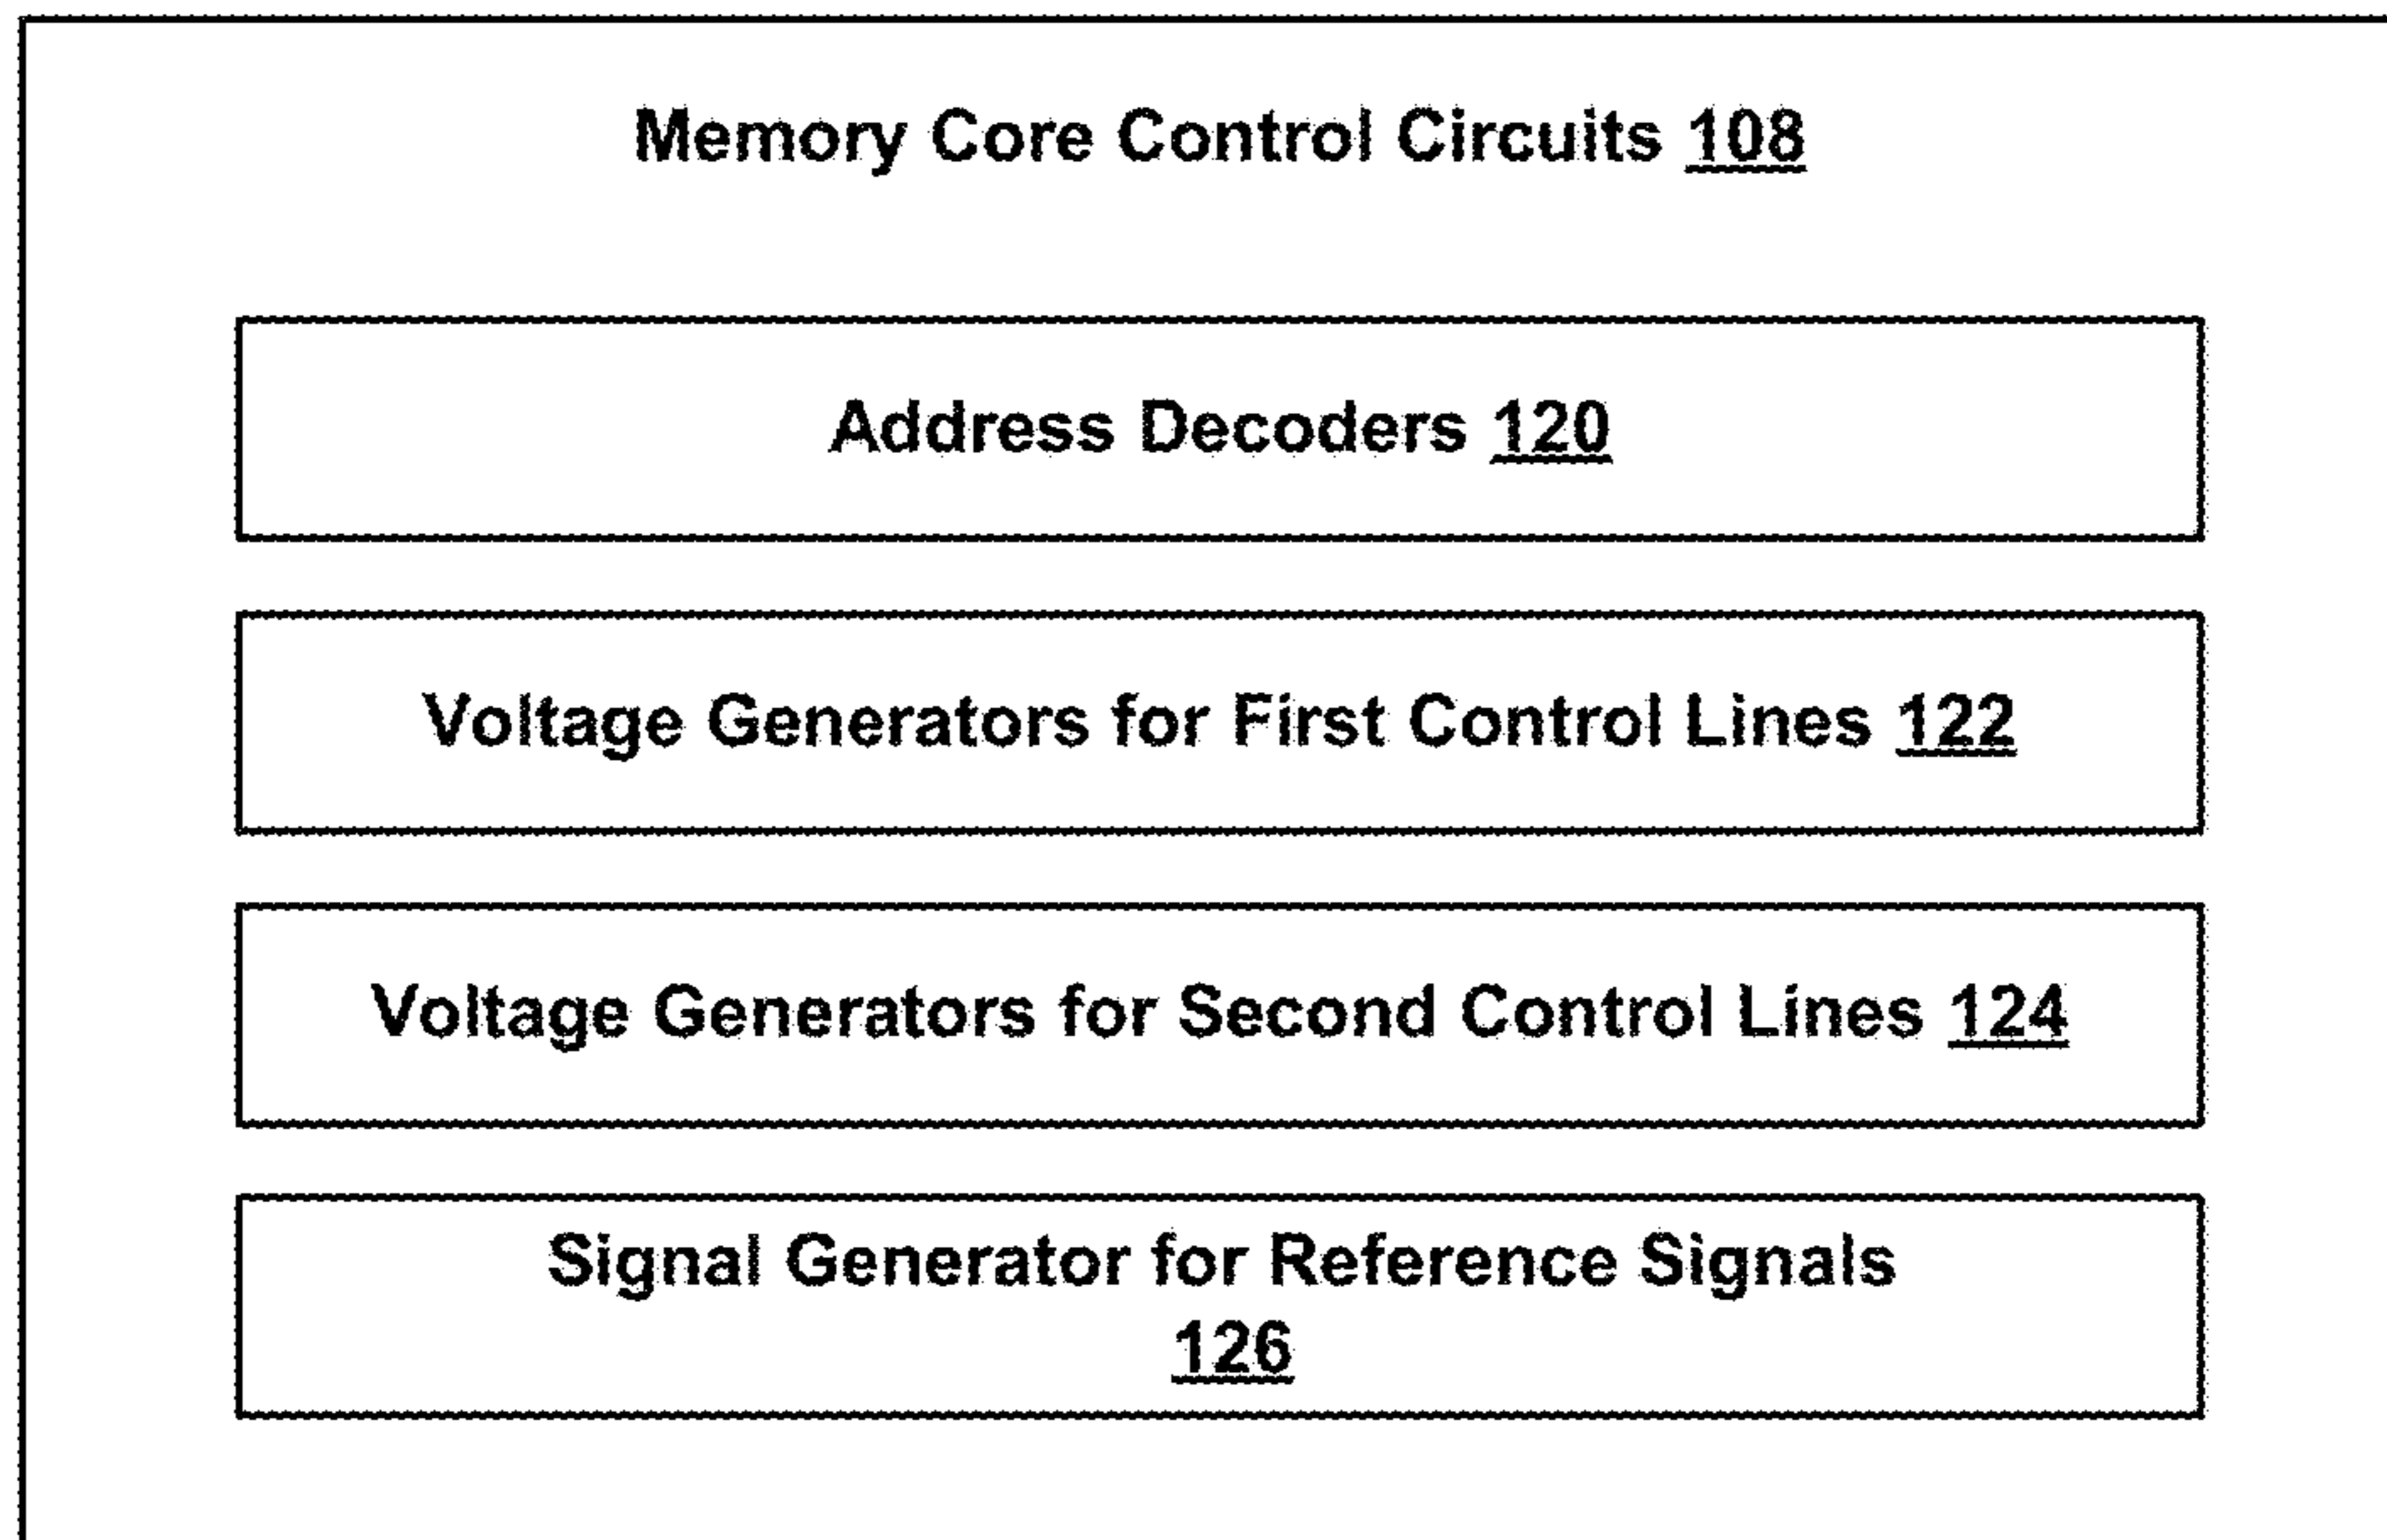 Memory Core Control Circuits 108
Address Decoders 120
Voltage Generators for First Control Lines 122
Voltage Generators for Second Control Lines 124
Signal Generator for Reference Signals
126